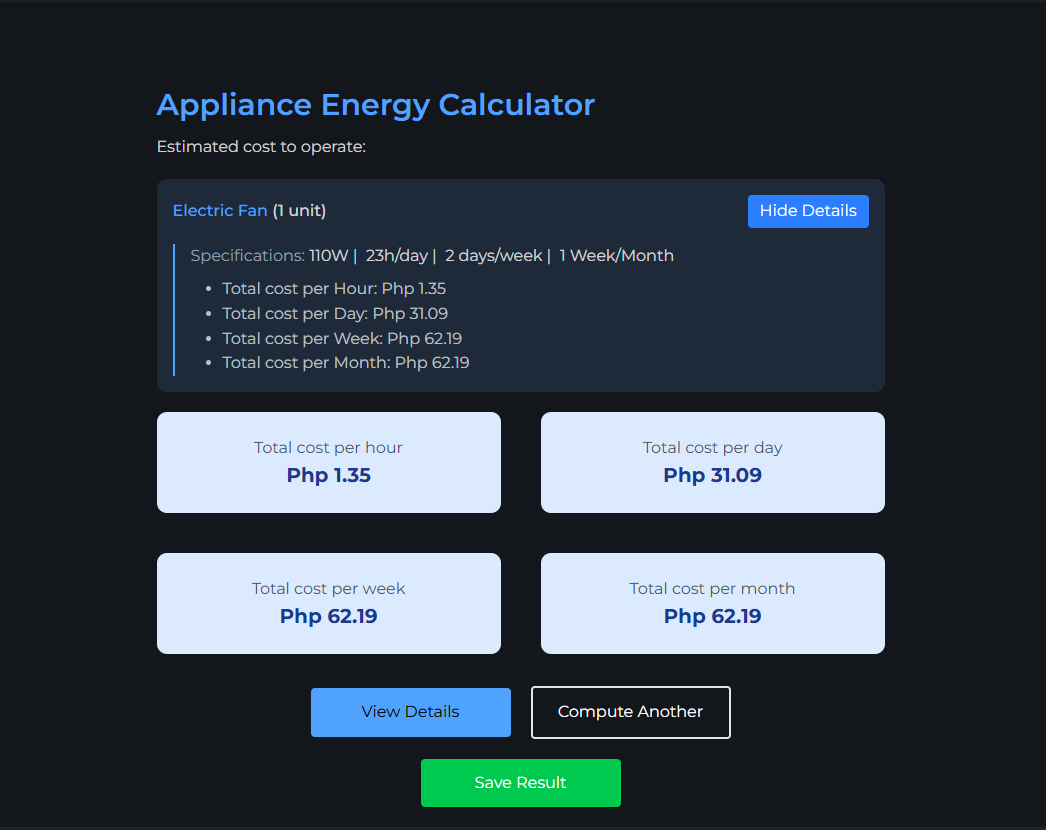 Appliance Energy Calculator
Estimated cost to operate:
Electric Fan (1 unit)
Hide Details
Specifications: 110W | 23h/day | 2 days/week | 1 Week/Month
Total cost per Hour: Php 1.35
Total cost per Day: Php 31.09
Total cost per Week: Php 62.19
Total cost per Month: Php 62.19
Total cost per hour
Php 1.35
Total cost per day
Php 31.09
Total cost per week
Php 62.19
Total cost per month
Php 62.19
View Details
Compute Another
Save Result